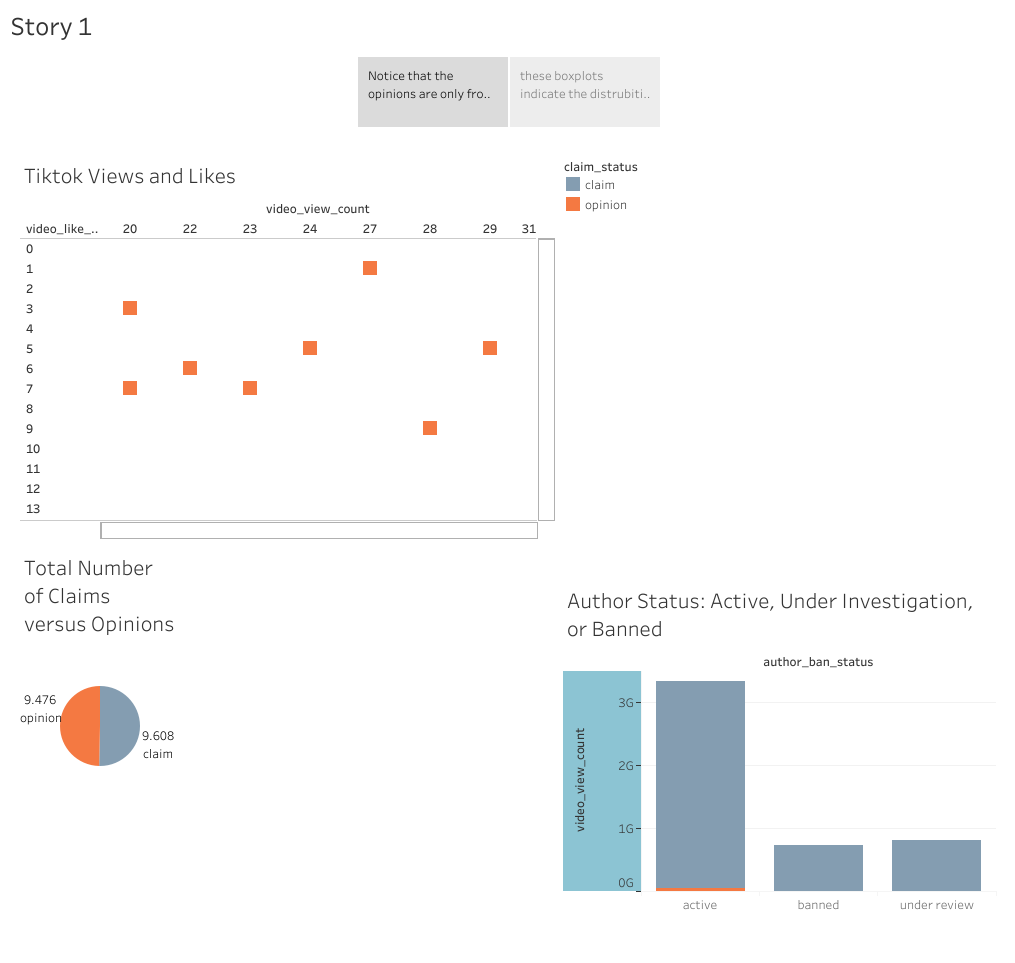 Story 1
Notice that the
opinions are only fro..
these boxplots
indicate the distrubiti..
Tiktok Views and Likes
claim_status
claim
opinion
video_view_count
video_like_.. 20 22 23 24 27 28 29 31
0
1
2
3
4
5
6
7
8
9
10
11
12
13
Total Number
of Claims
versus Opinions
9.476
opinion
9.608
claim
Author Status: Active, Under Investigation,
or Banned
author_ban_status
video_view_count
3G
2G
1G
0G
active banned under review